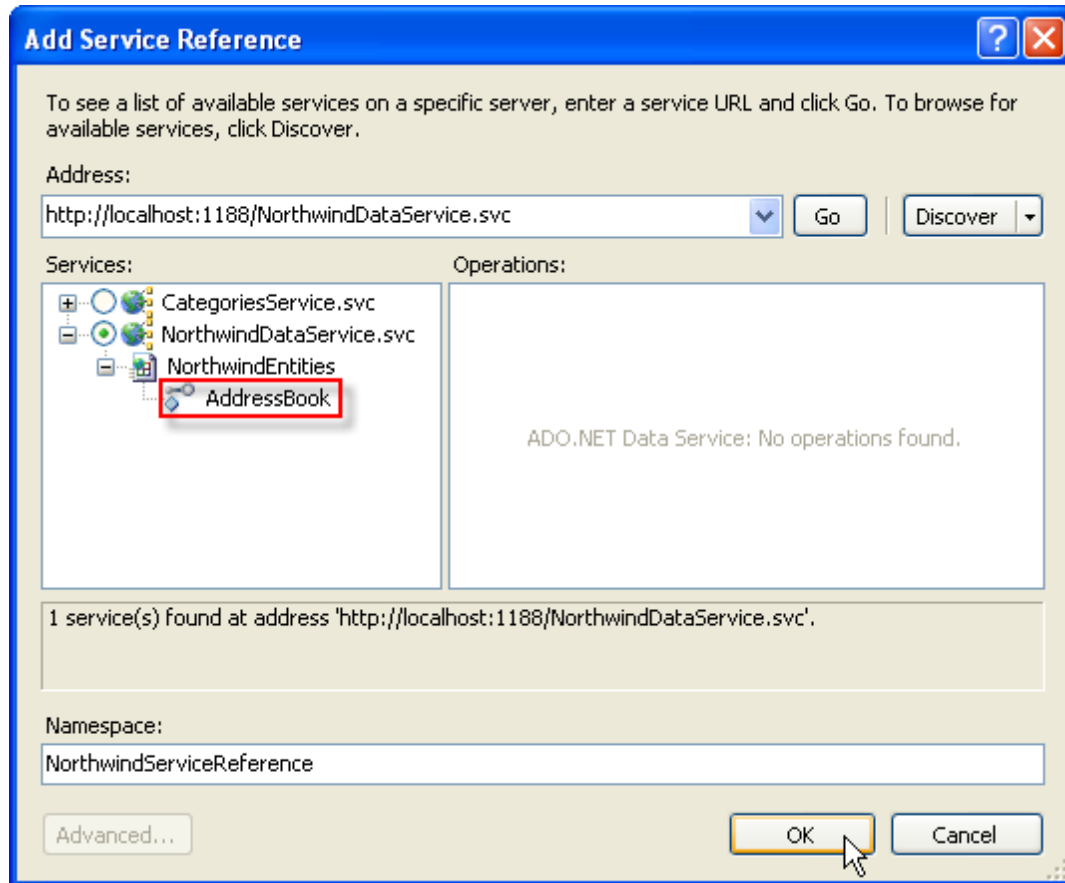 Add Service Reference
To see a list of available services on a specific server, enter a service URL and click Go. To browse for
available services, click Discover.
Address:
http://localhost:1188/NorthwindDataService.svc
Go
Discover
Services:
Operations:
CategoriesService.svc
NorthwindDataService.svc
NorthwindEntities
AddressBook
ADO.NET Data Service: No operations found.
1 service(s) found at address 'http://localhost:1188/NorthwindDataService.svc'.
Namespace:
NorthwindServiceReference
Advanced...
OK
Cancel